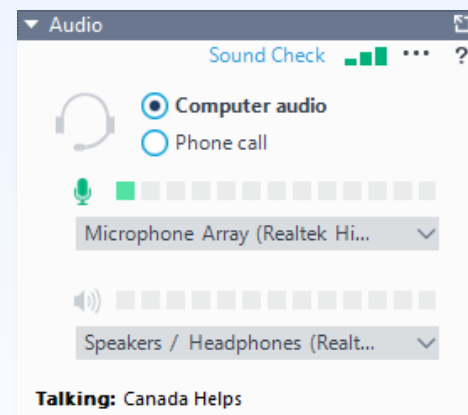 Audio
Sound Check ?
Computer audio
Phone call
Microphone Array (Realtek Hi...
Speakers / Headphones (Realt...
Talking: Canada Helps